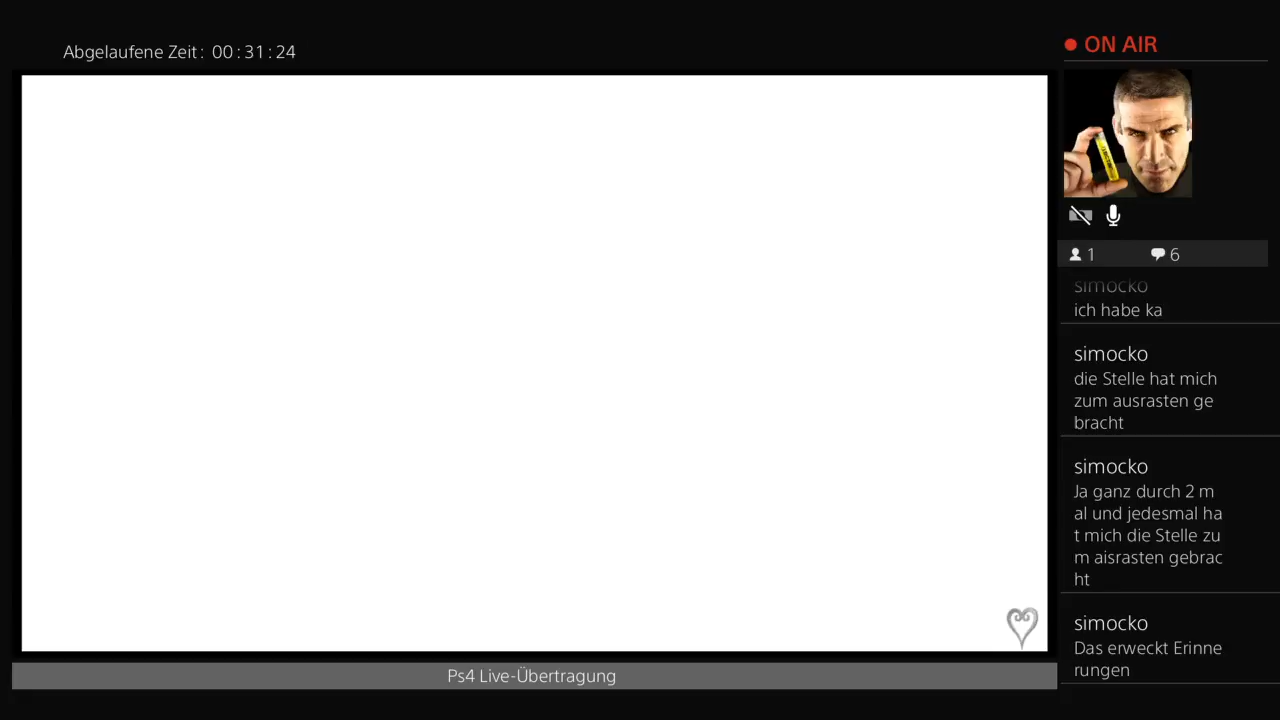 Abgelaufene Zeit: 00:31:24
ON AIR
1
6
simocko
ich habe ka
simocko
die Stelle hat mich
zum ausrasten ge
bracht
simocko
Ja ganz durch 2 m
al und jedesmal ha
t mich die Stelle zu
m aisrasten gebrac
ht
simocko
Das erweckt Erinne
rungen
Ps4 Live-Übertragung